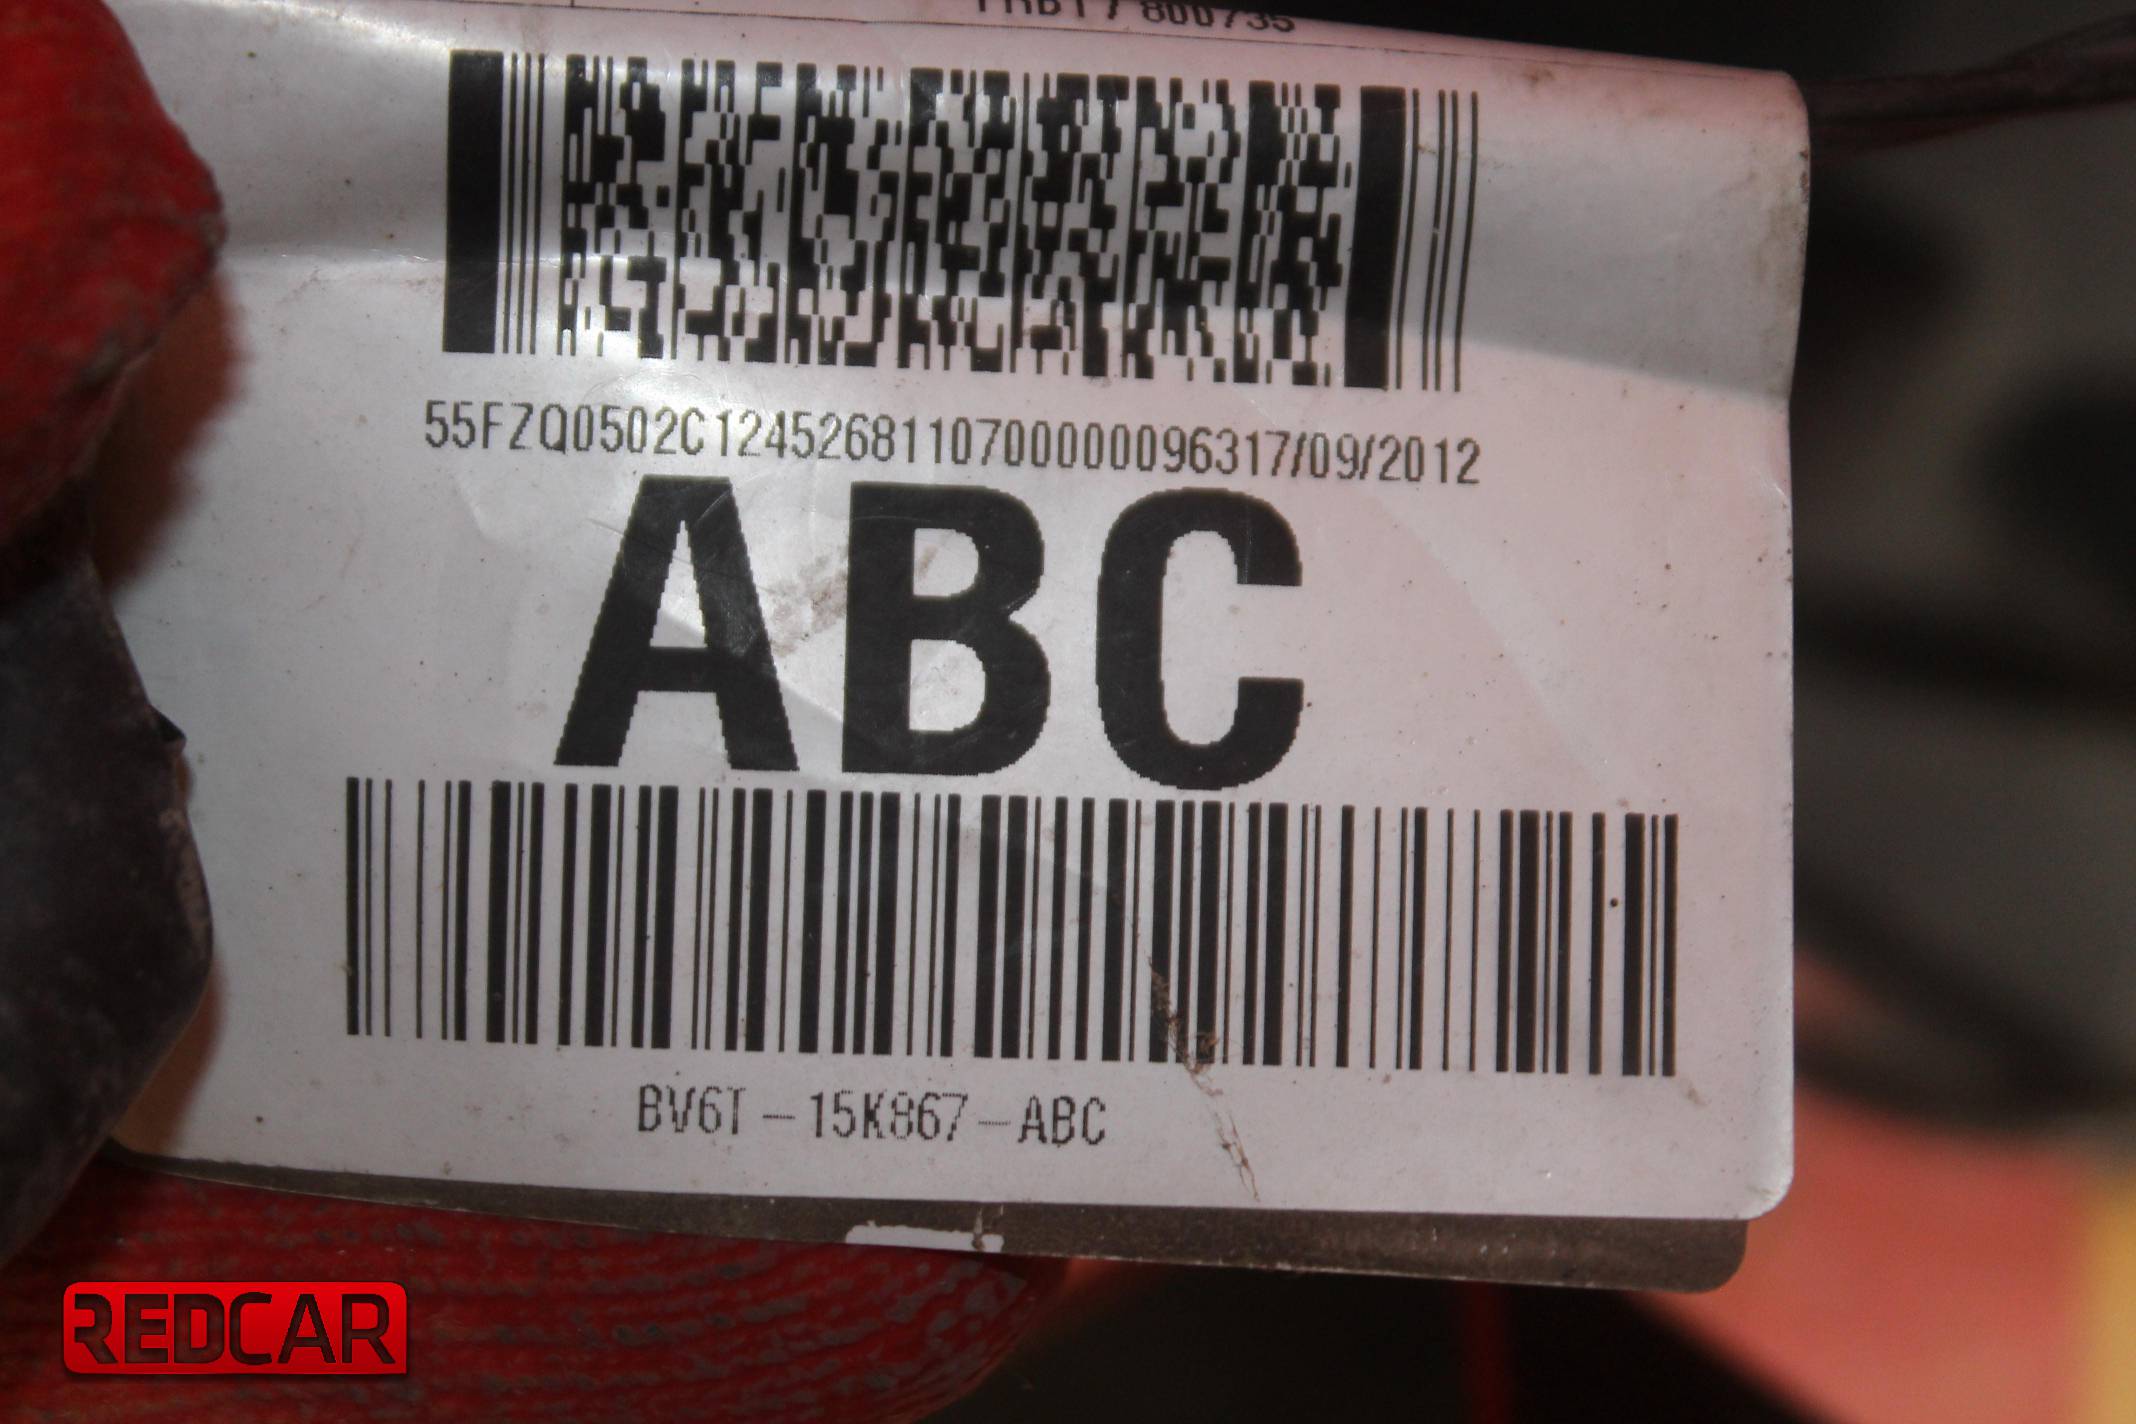 55FZQ0502C1245268110700000096317/09/2012
ABC
BV6T-15K867-ABC
REDCAR